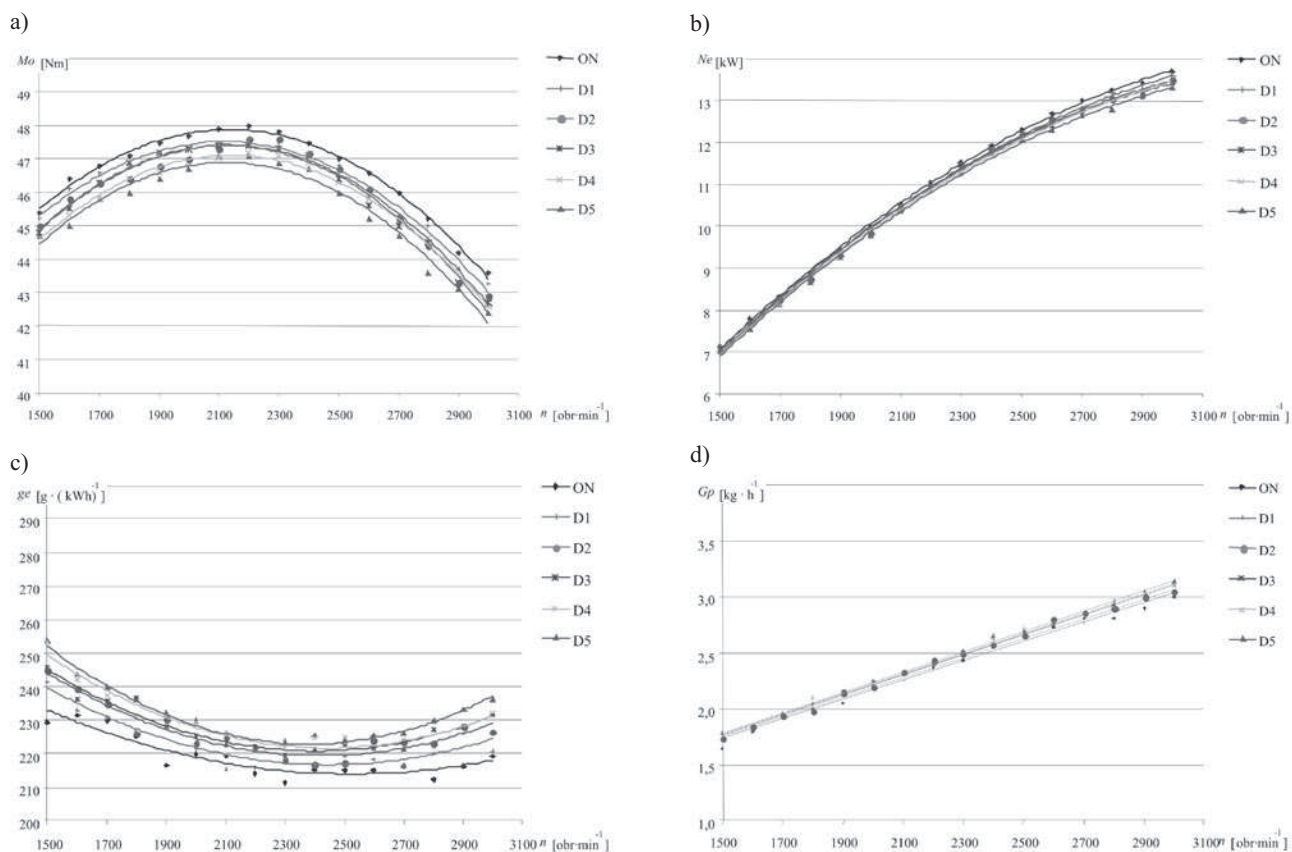 a)
Mo [Nm]
49
48
47
46
45
44
43
42
41
40
1500 1700 1900 2100 2300 2500 2700 2900 3100 n [obr·min⁻¹]
ON
D1
D2
D3
D4
D5
b)
Ne [kW]
13
12
11
10
9
8
7
6
1500 1700 1900 2100 2300 2500 2700 2900 3100 n [obr·min⁻¹]
ON
D1
D2
D3
D4
D5
c)
ge [g · ( kWh)⁻¹]
290
280
270
260
250
240
230
220
210
200
1500 1700 1900 2100 2300 2500 2700 2900 3100 n [obr·min⁻¹]
ON
D1
D2
D3
D4
D5
d)
Gp [kg · h⁻¹]
3,5
3,0
2,5
2,0
1,5
1,0
1500 1700 1900 2100 2300 2500 2700 2900 3100 n [obr·min⁻¹]
ON
D1
D2
D3
D4
D5